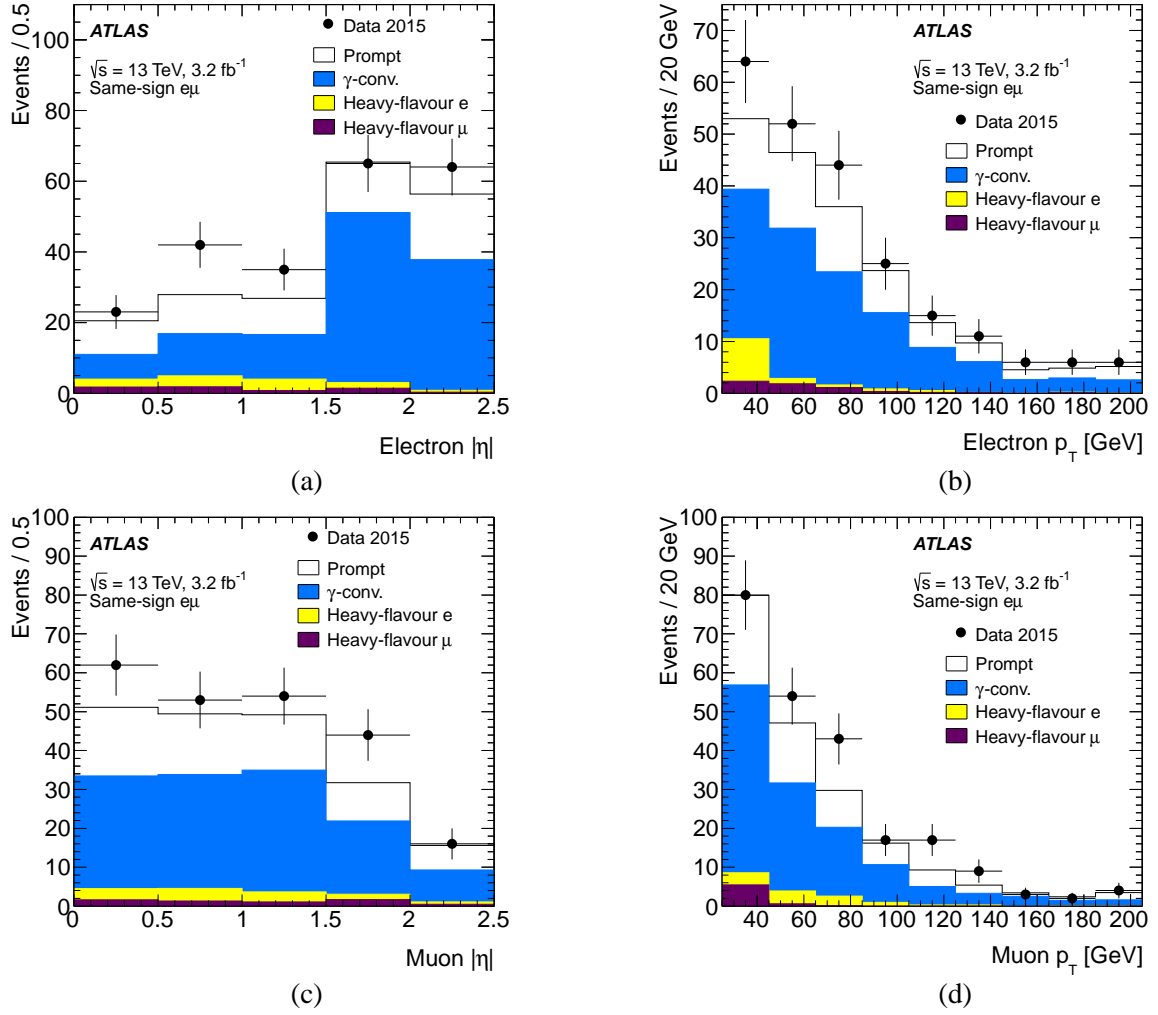 Events / 0.5
100
80
60
40
20
0
ATLAS
√s = 13 TeV, 3.2 fb⁻¹
Same-sign eμ
Data 2015
Prompt
γ-conv.
Heavy-flavour e
Heavy-flavour μ
0 0.5 1 1.5 2 2.5
Electron |η|
(a)
Events / 20 GeV
70
60
50
40
30
20
10
0
ATLAS
√s = 13 TeV, 3.2 fb⁻¹
Same-sign eμ
Data 2015
Prompt
γ-conv.
Heavy-flavour e
Heavy-flavour μ
40 60 80 100 120 140 160 180 200
Electron p_T [GeV]
(b)
Events / 0.5
100
90
80
70
60
50
40
30
20
10
0
ATLAS
√s = 13 TeV, 3.2 fb⁻¹
Same-sign eμ
Data 2015
Prompt
γ-conv.
Heavy-flavour e
Heavy-flavour μ
0 0.5 1 1.5 2 2.5
Muon |η|
(c)
Events / 20 GeV
100
90
80
70
60
50
40
30
20
10
0
ATLAS
√s = 13 TeV, 3.2 fb⁻¹
Same-sign eμ
Data 2015
Prompt
γ-conv.
Heavy-flavour e
Heavy-flavour μ
40 60 80 100 120 140 160 180 200
Muon p_T [GeV]
(d)